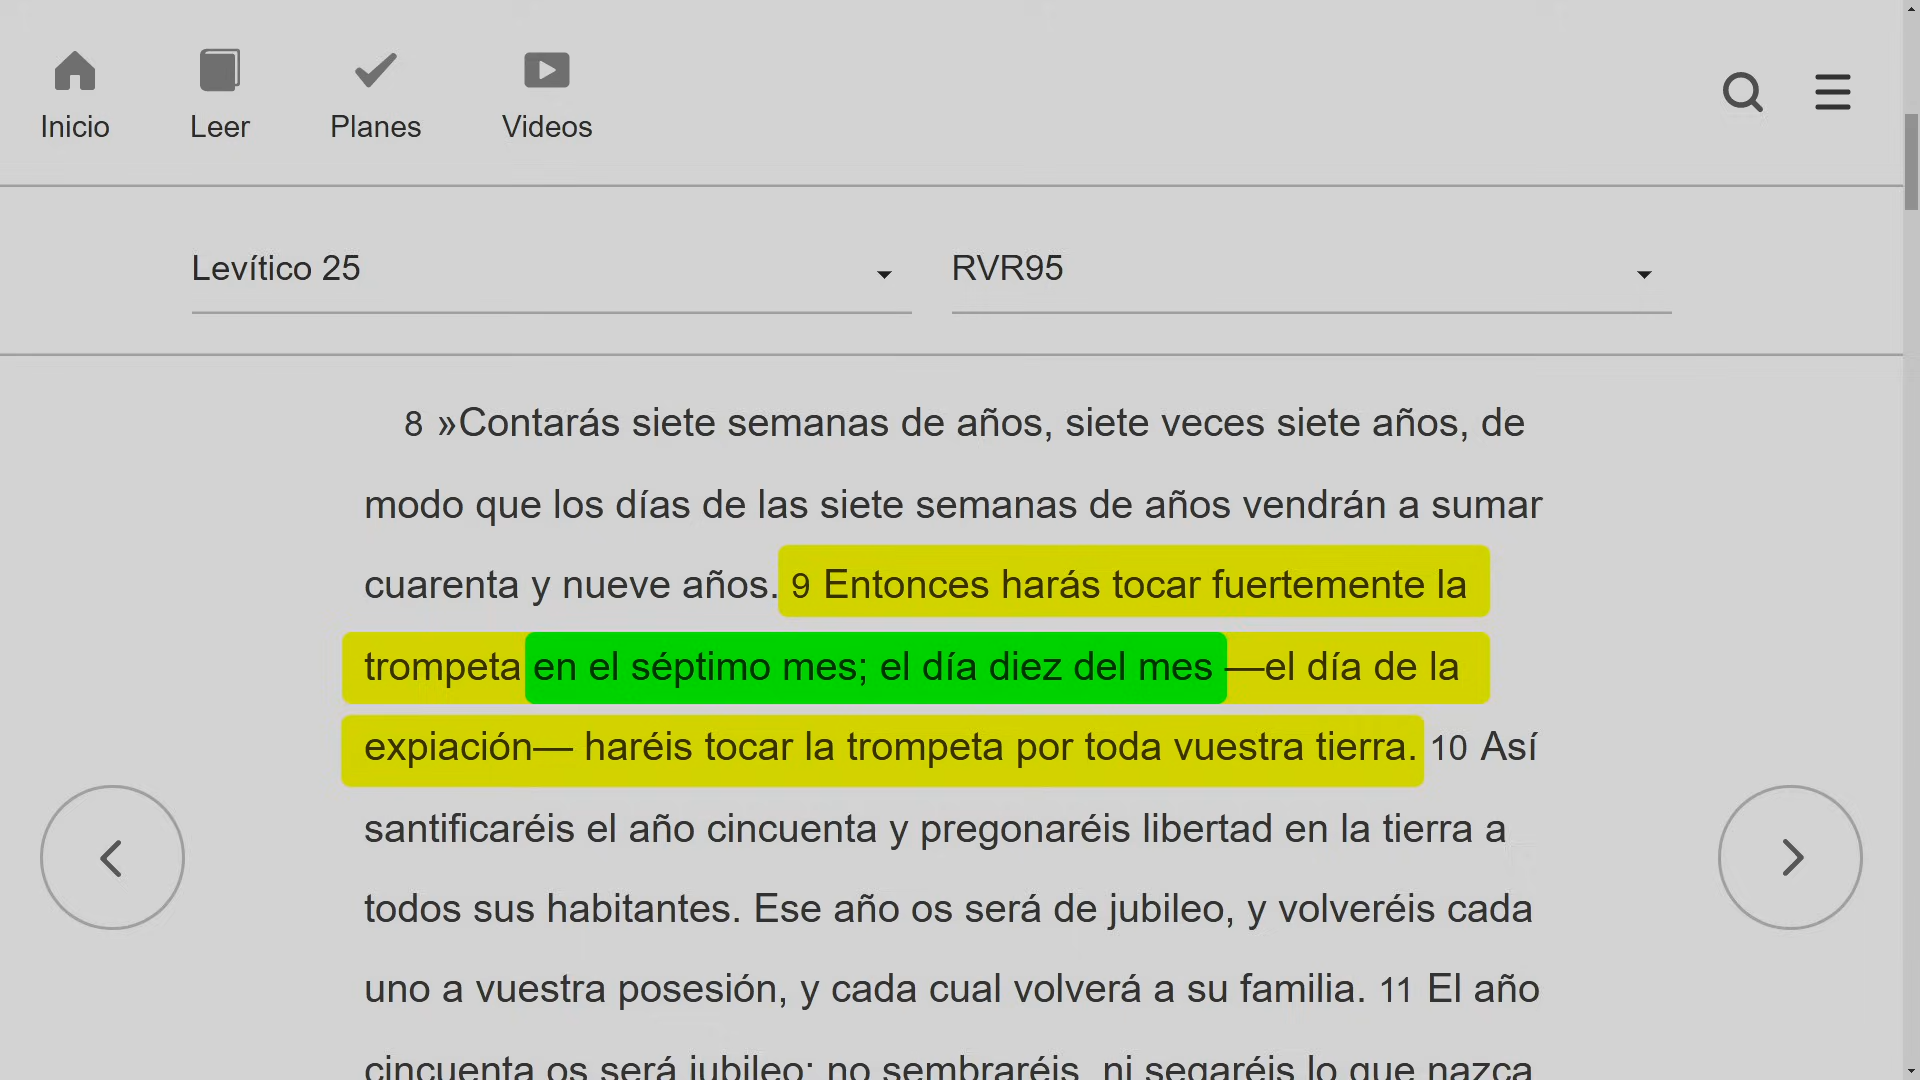 Inicio
Leer
Planes
Videos
Levítico 25
RVR95
8 »Contarás siete semanas de años, siete veces siete años, de
modo que los días de las siete semanas de años vendrán a sumar
cuarenta y nueve años. 9 Entonces harás tocar fuertemente la
trompeta en el séptimo mes; el día diez del mes —el día de la
expiación— haréis tocar la trompeta por toda vuestra tierra. 10 Así
santificaréis el año cincuenta y pregonaréis libertad en la tierra a
todos sus habitantes. Ese año os será de jubileo, y volveréis cada
uno a vuestra posesión, y cada cual volverá a su familia. 11 El año
cincuenta os será jubileo; no sembraréis, ni segaréis lo que nazca